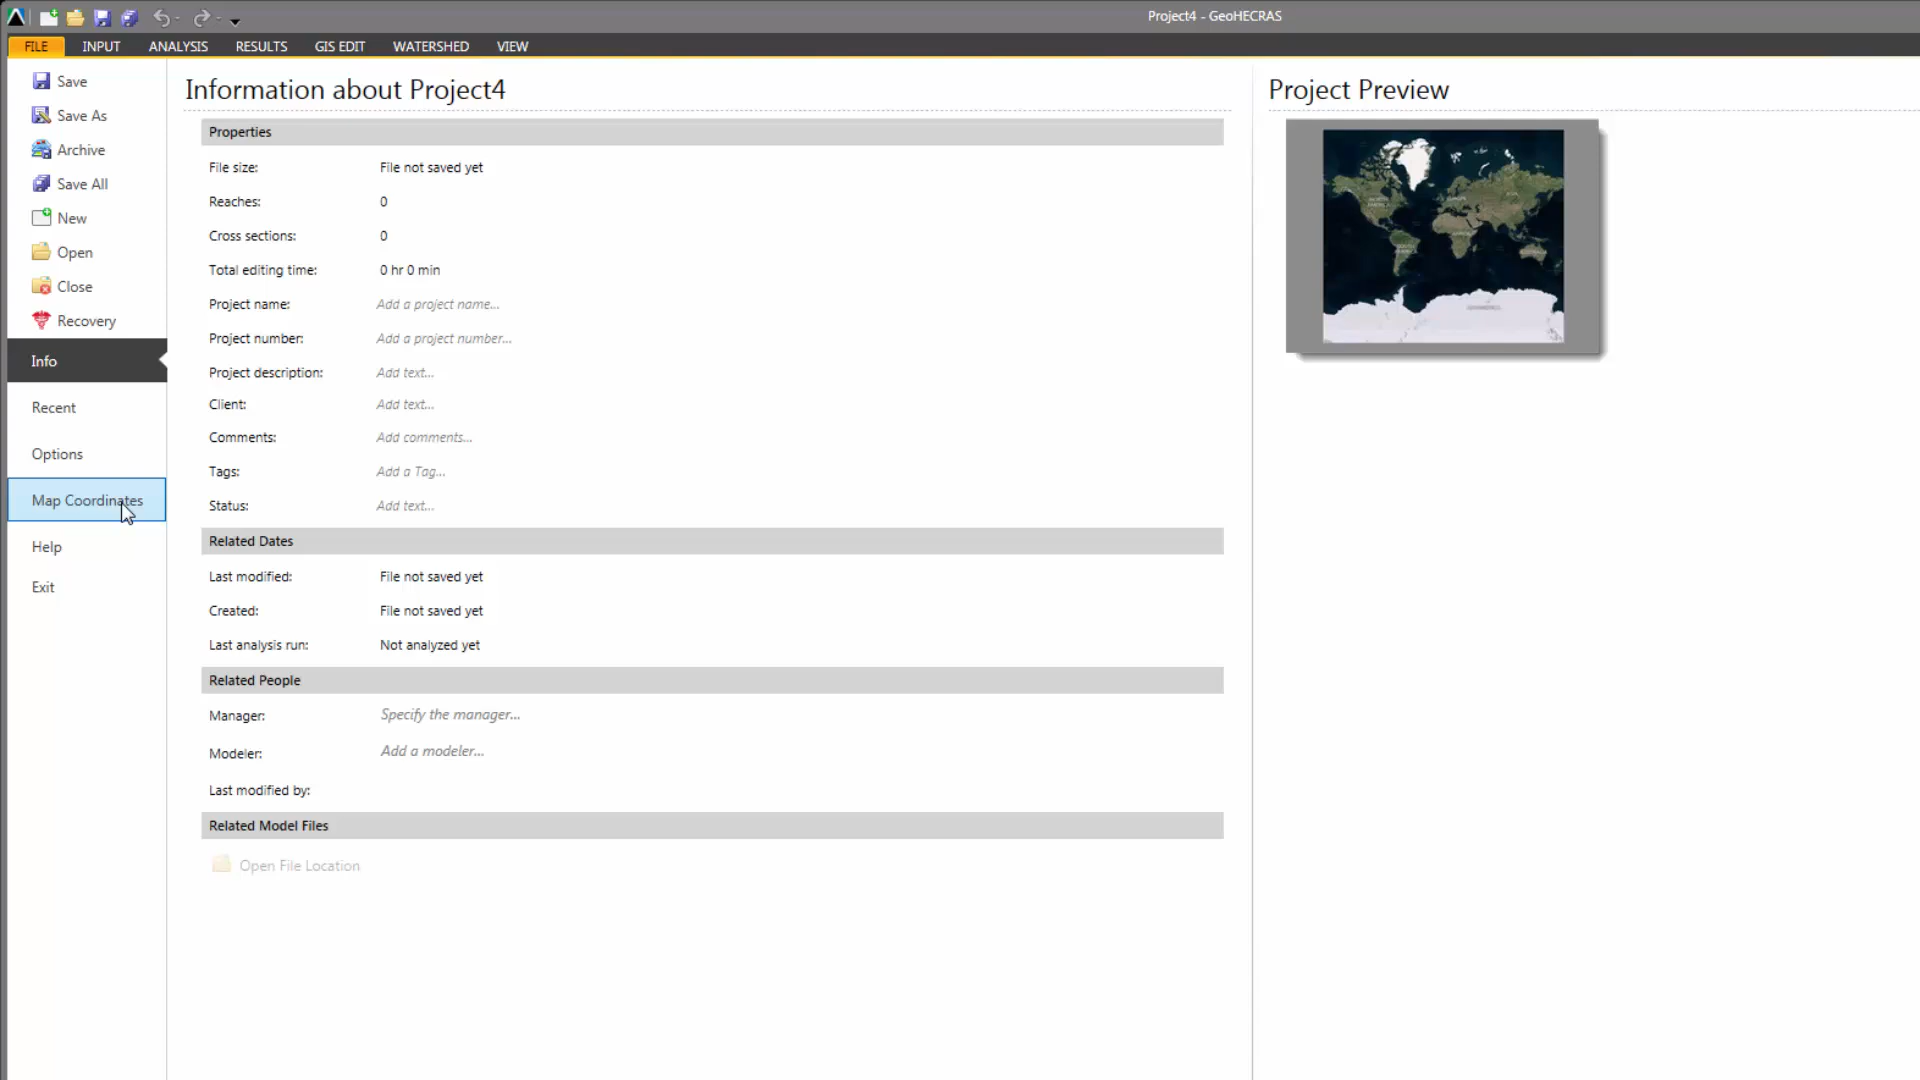 Project4 - GeoHECRAS
FILE INPUT ANALYSIS RESULTS GIS EDIT WATERSHED VIEW
Save
Save As
Archive
Save All
New
Open
Close
Recovery
Info
Recent
Options
Map Coordinates
Help
Exit
Information about Project4
Properties
File size: File not saved yet
Reaches: 0
Cross sections: 0
Total editing time: 0 hr 0 min
Project name: Add a project name...
Project number: Add a project number...
Project description: Add text...
Client: Add text...
Comments: Add comments...
Tags: Add a Tag...
Status: Add text...
Related Dates
Last modified: File not saved yet
Created: File not saved yet
Last analysis run: Not analyzed yet
Related People
Manager: Specify the manager...
Modeler: Add a modeler...
Last modified by:
Related Model Files
Open File Location
Project Preview